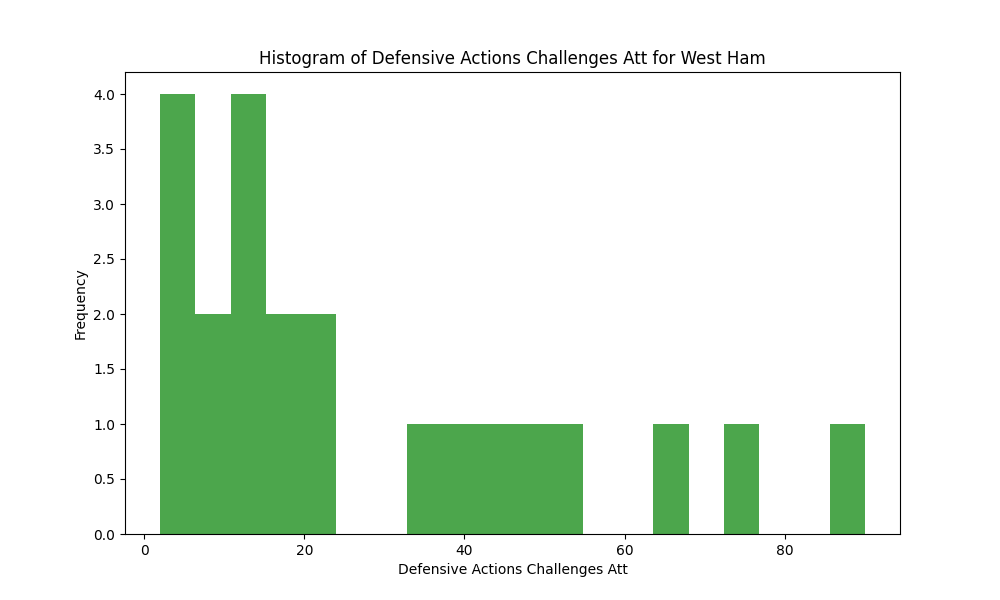 Histogram of Defensive Actions Challenges Att for West Ham
4.0
3.5
3.0
2.5
2.0
1.5
1.0
0.5
0.0
Frequency
0 20 40 60 80
Defensive Actions Challenges Att